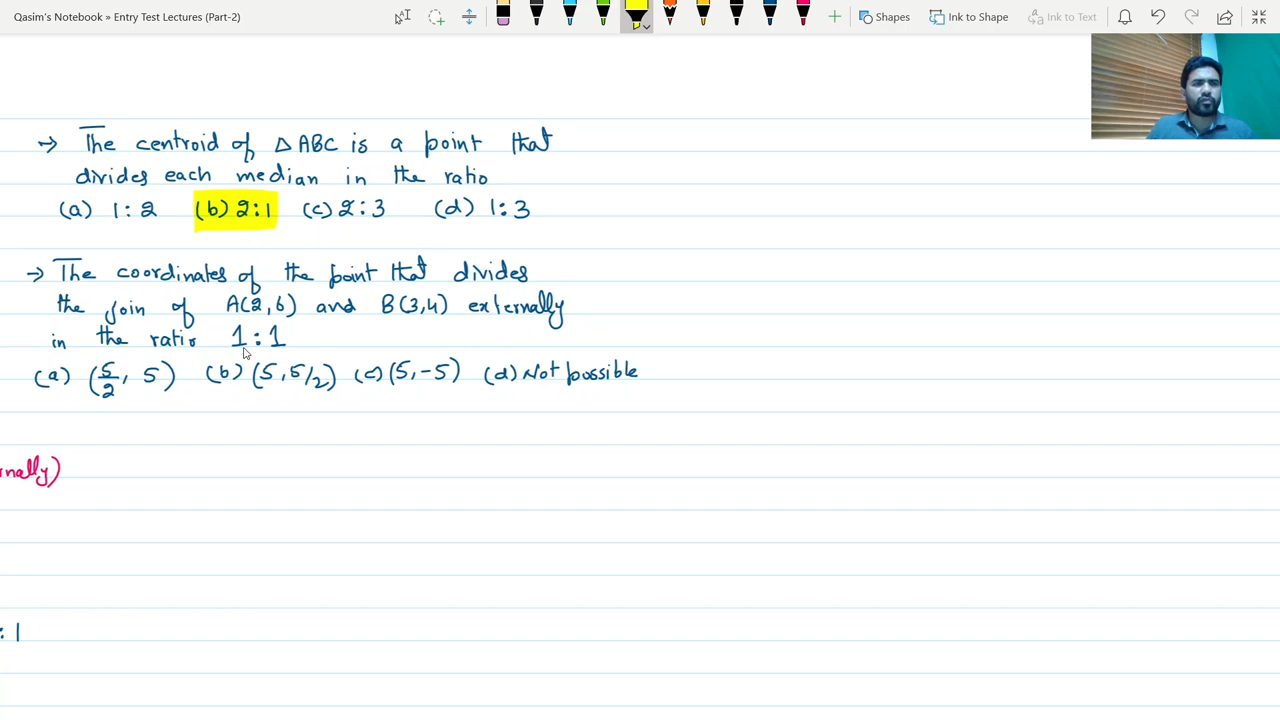 Qasim's Notebook » Entry Test Lectures (Part-2)
Shapes
Ink to Shape
Ink to Text
→ The centroid of △ABC is a point that
divides each median in the ratio
(a) 1:2 (b) 2:1 (c) 2:3 (d) 1:3
→ The coordinates of the point that divides
the join of A(2,6) and B(3,4) externally
in the ratio 1:1
(a) (5/2, 5) (b) (5, 5/2) (c) (5,-5) (d) Not possible
nally)
: 1